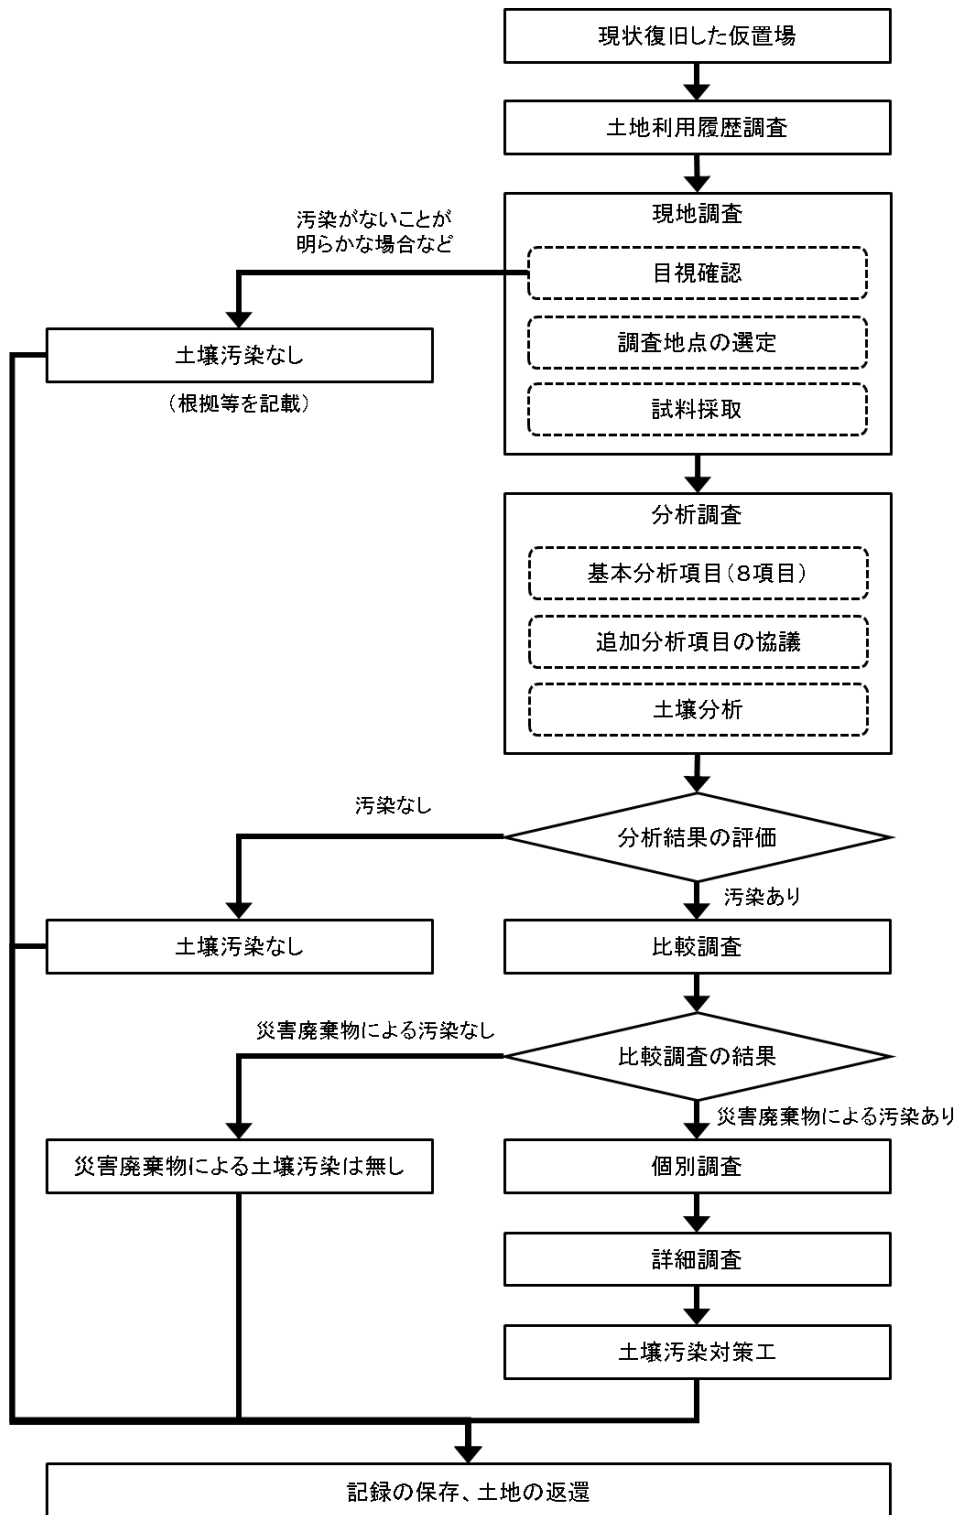 現状復旧した仮置場
土地利用履歴調査
現地調査
汚染がないことが
明らかな場合など
目視確認
調査地点の選定
土壌汚染なし
試料採取
（根拠等を記載）
分析調査
基本分析項目（８項目）
追加分析項目の協議
土壌分析
汚染なし
分析結果の評価
汚染あり
土壌汚染なし
比較調査
災害廃棄物による汚染なし
比較調査の結果
災害廃棄物による汚染あり
災害廃棄物による土壌汚染は無し
個別調査
詳細調査
土壌汚染対策工
記録の保存、土地の返還